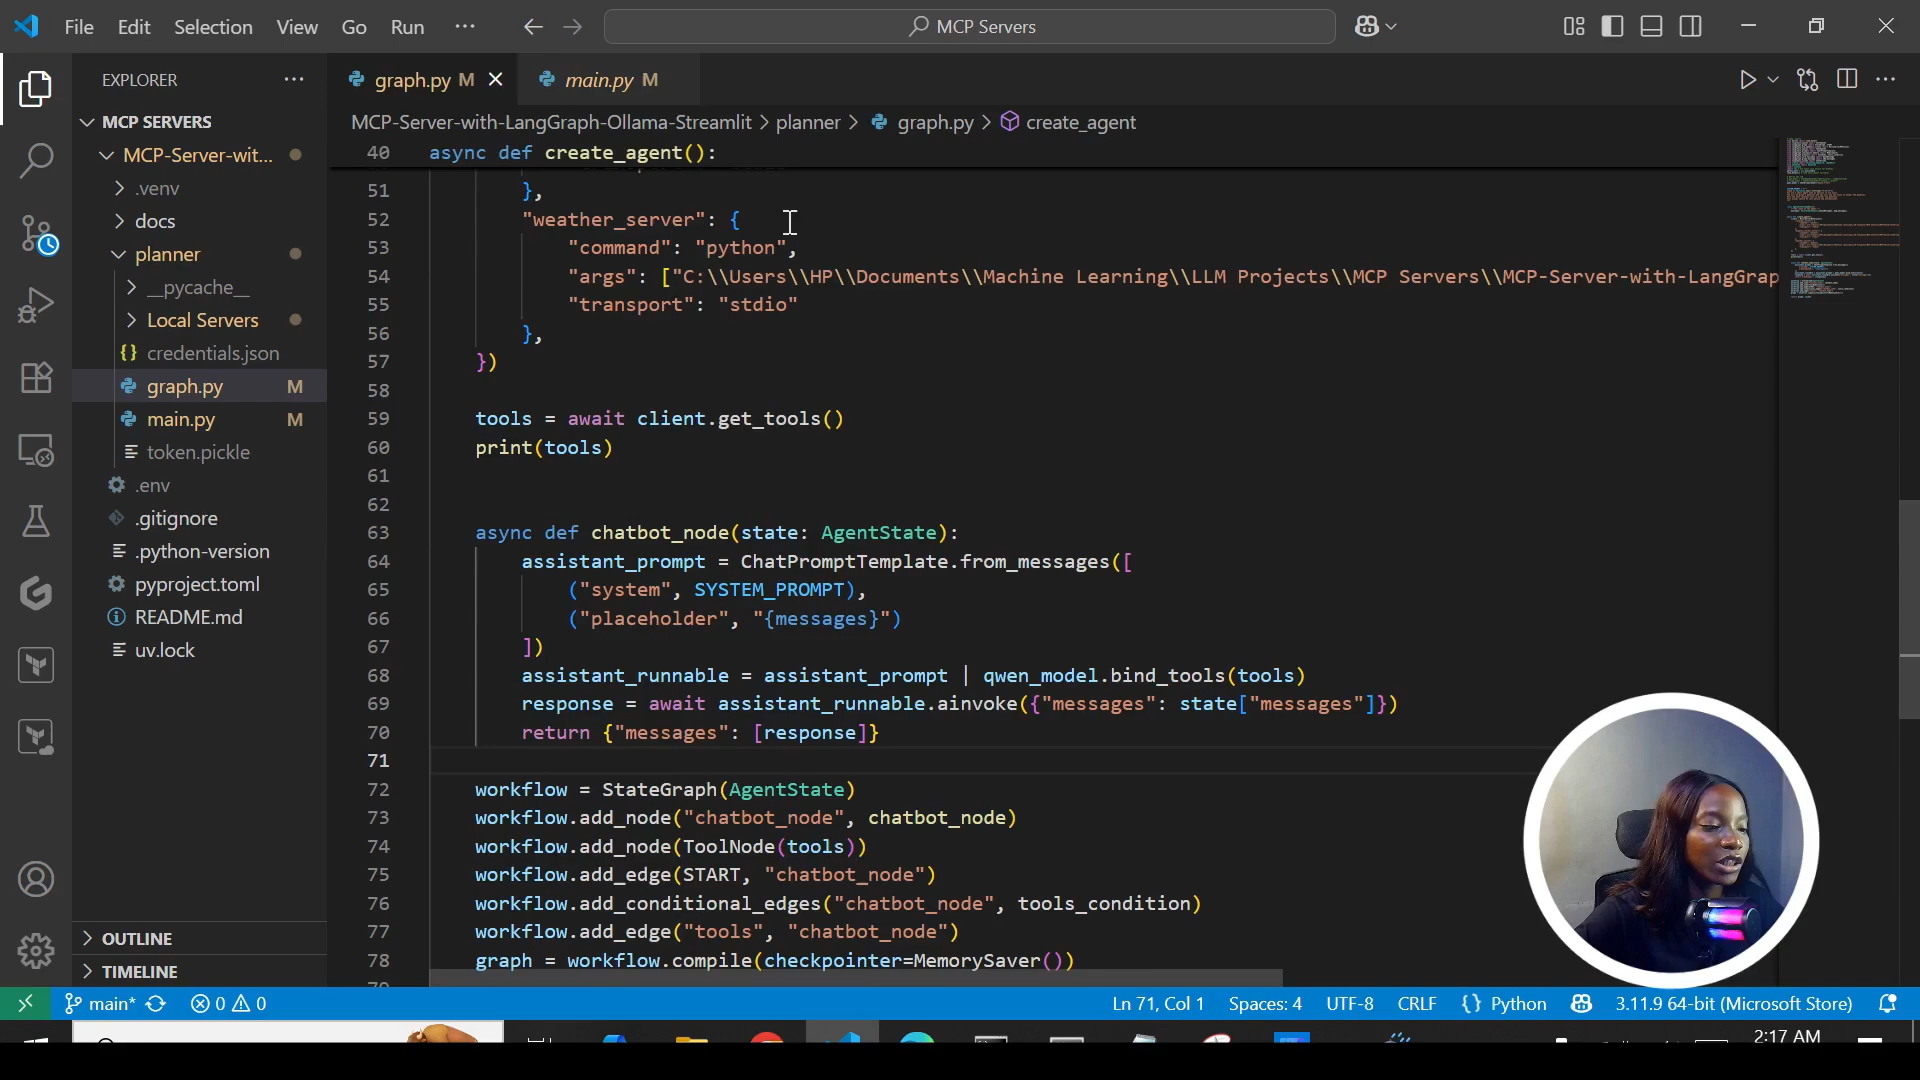 File Edit Selection View Go Run ··· MCP Servers
EXPLORER ···
graph.py M
main.py M
MCP SERVERS
MCP-Server-wit...
.venv
docs
planner
__pycache__
Local Servers
credentials.json
graph.py M
main.py M
token.pickle
.env
.gitignore
.python-version
pyproject.toml
README.md
uv.lock
OUTLINE
TIMELINE
MCP-Server-with-LangGraph-Ollama-Streamlit > planner > graph.py > create_agent
40 async def create_agent():
51 },
52 "weather_server": {
53 "command": "python",
54 "args": ["C:\\Users\\HP\\Documents\\Machine Learning\\LLM Projects\\MCP Servers\\MCP-Server-with-LangGrap
55 "transport": "stdio"
56 },
57 })
58
59 tools = await client.get_tools()
60 print(tools)
61
62
63 async def chatbot_node(state: AgentState):
64 assistant_prompt = ChatPromptTemplate.from_messages([
65 ("system", SYSTEM_PROMPT),
66 ("placeholder", "{messages}")
67 ])
68 assistant_runnable = assistant_prompt | qwen_model.bind_tools(tools)
69 response = await assistant_runnable.ainvoke({"messages": state["messages"]})
70 return {"messages": [response]}
71
72 workflow = StateGraph(AgentState)
73 workflow.add_node("chatbot_node", chatbot_node)
74 workflow.add_node(ToolNode(tools))
75 workflow.add_edge(START, "chatbot_node")
76 workflow.add_conditional_edges("chatbot_node", tools_condition)
77 workflow.add_edge("tools", "chatbot_node")
78 graph = workflow.compile(checkpointer=MemorySaver())
main* 0 0 Ln 71, Col 1 Spaces: 4 UTF-8 CRLF {} Python 3.11.9 64-bit (Microsoft Store)
2:17 AM